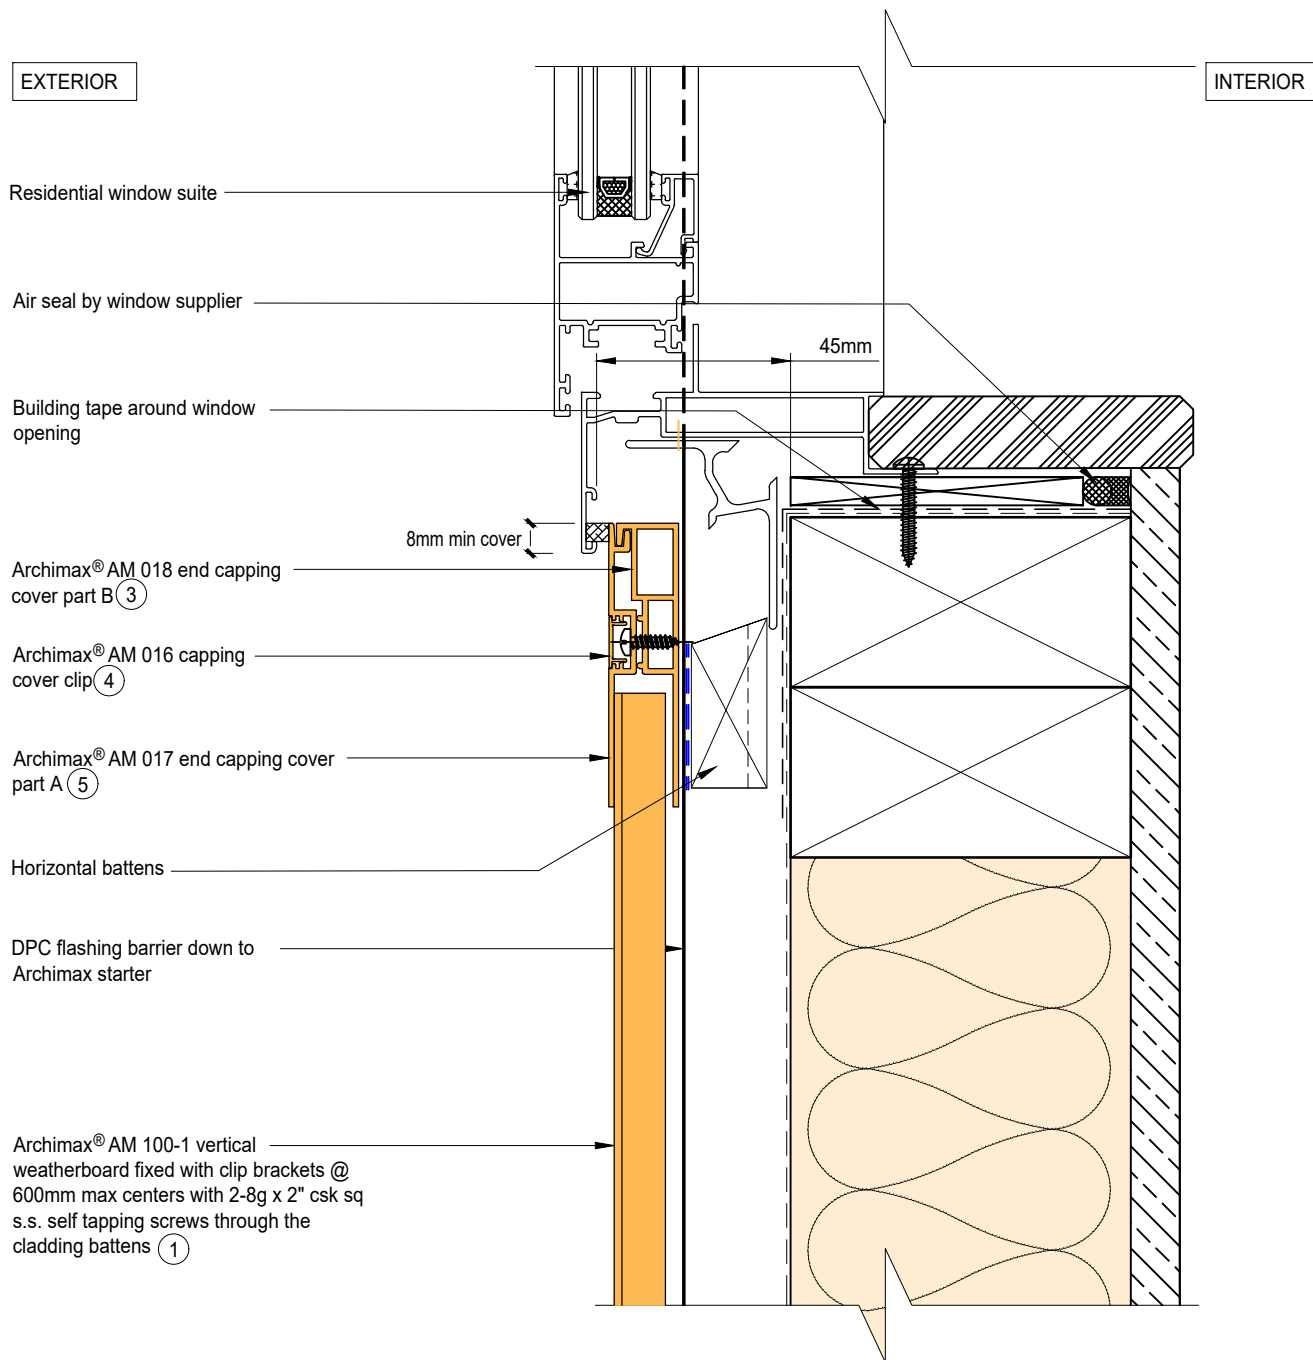 EXTERIOR
INTERIOR
Residential window suite
Air seal by window supplier
45mm
Building tape around window
opening
8mm min cover
Archimax® AM 018 end capping
cover part B 3
Archimax® AM 016 capping
cover clip 4
Archimax® AM 017 end capping cover
part A 5
Horizontal battens
DPC flashing barrier down to
Archimax starter
Archimax® AM 100-1 vertical
weatherboard fixed with clip brackets @
600mm max centers with 2-8g x 2" csk sq
s.s. self tapping screws through the
cladding battens 1